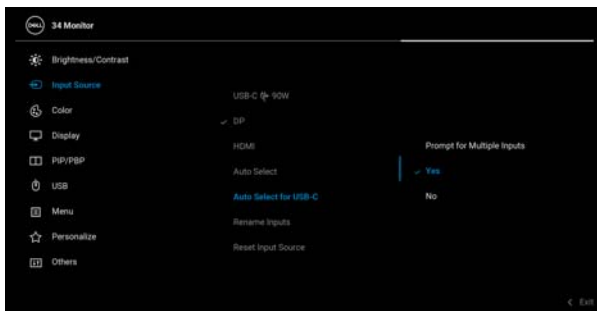 DELL 34 Monitor
Brightness/Contrast
Input Source
Color
Display
PIP/PBP
USB
Menu
Personalize
Others
USB-C 90W
DP
HDMI
Auto Select
Auto Select for USB-C
Rename Inputs
Reset Input Source
Prompt for Multiple Inputs
Yes
No
Exit